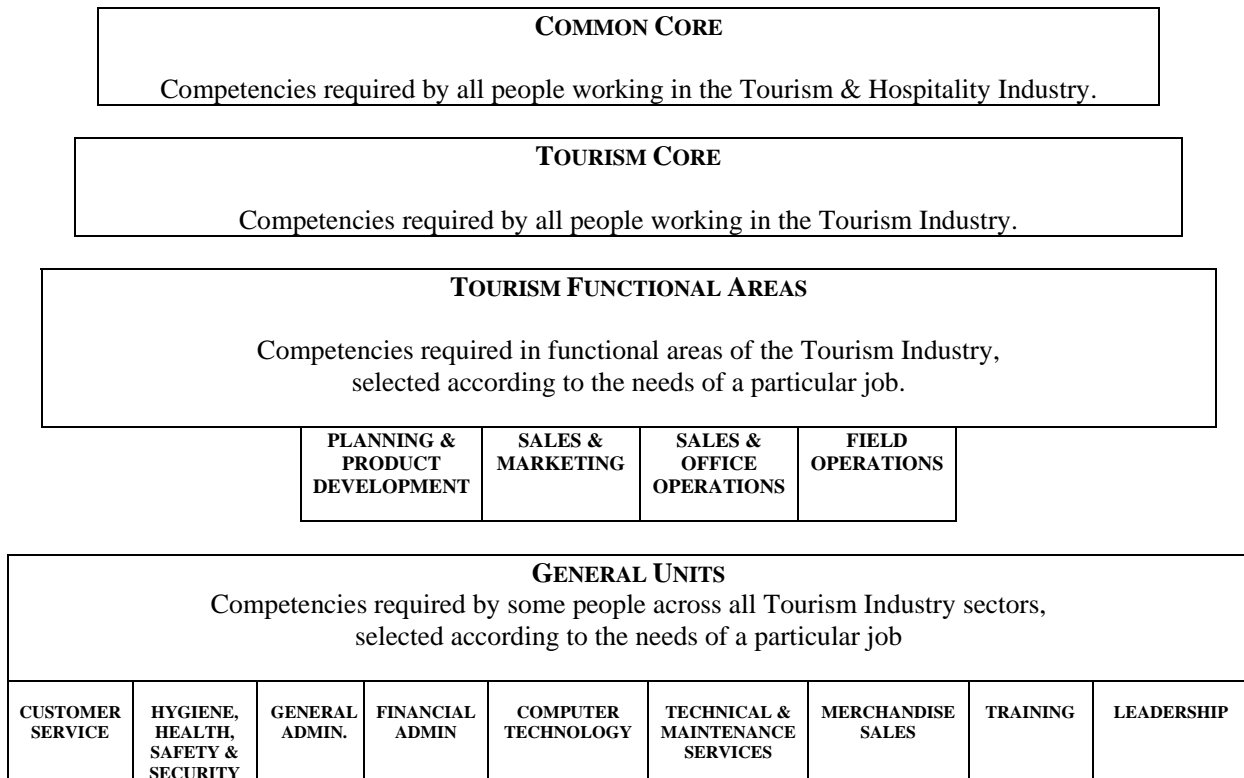 COMMON CORE
Competencies required by all people working in the Tourism & Hospitality Industry.
TOURISM CORE
Competencies required by all people working in the Tourism Industry.
TOURISM FUNCTIONAL AREAS
Competencies required in functional areas of the Tourism Industry,
selected according to the needs of a particular job.
PLANNING &
PRODUCT
DEVELOPMENT
SALES &
MARKETING
SALES &
OFFICE
OPERATIONS
FIELD
OPERATIONS
GENERAL UNITS
Competencies required by some people across all Tourism Industry sectors,
selected according to the needs of a particular job
CUSTOMER
SERVICE
HYGIENE,
HEALTH,
SAFETY &
SECURITY
GENERAL
ADMIN.
FINANCIAL
ADMIN
COMPUTER
TECHNOLOGY
TECHNICAL &
MAINTENANCE
SERVICES
MERCHANDISE
SALES
TRAINING
LEADERSHIP